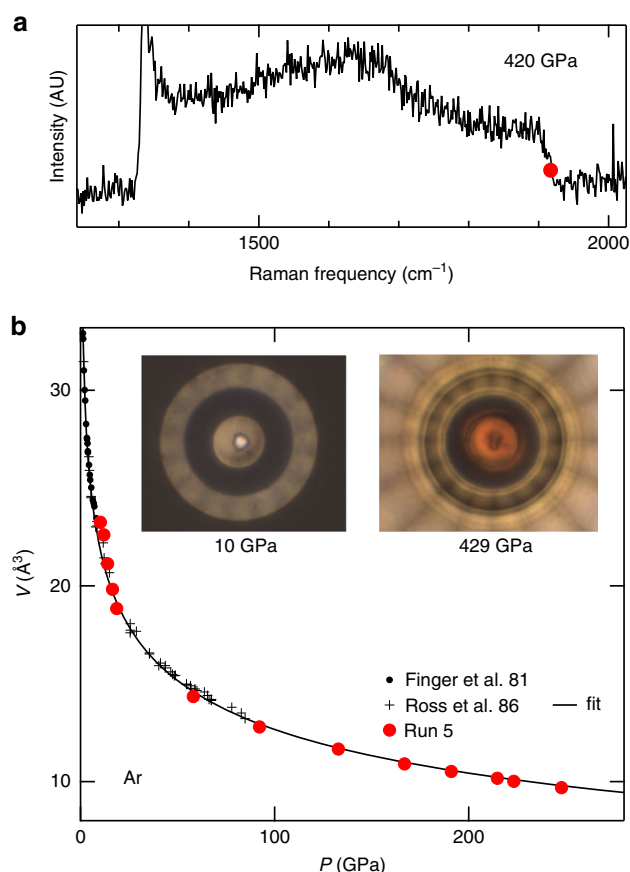 a
420 GPa
Intensity (AU)
1500
2000
Raman frequency (cm⁻¹)
b
30
20
10
V (Å³)
10 GPa
429 GPa
Finger et al. 81
Ross et al. 86
fit
Run 5
Ar
0
100
200
P (GPa)